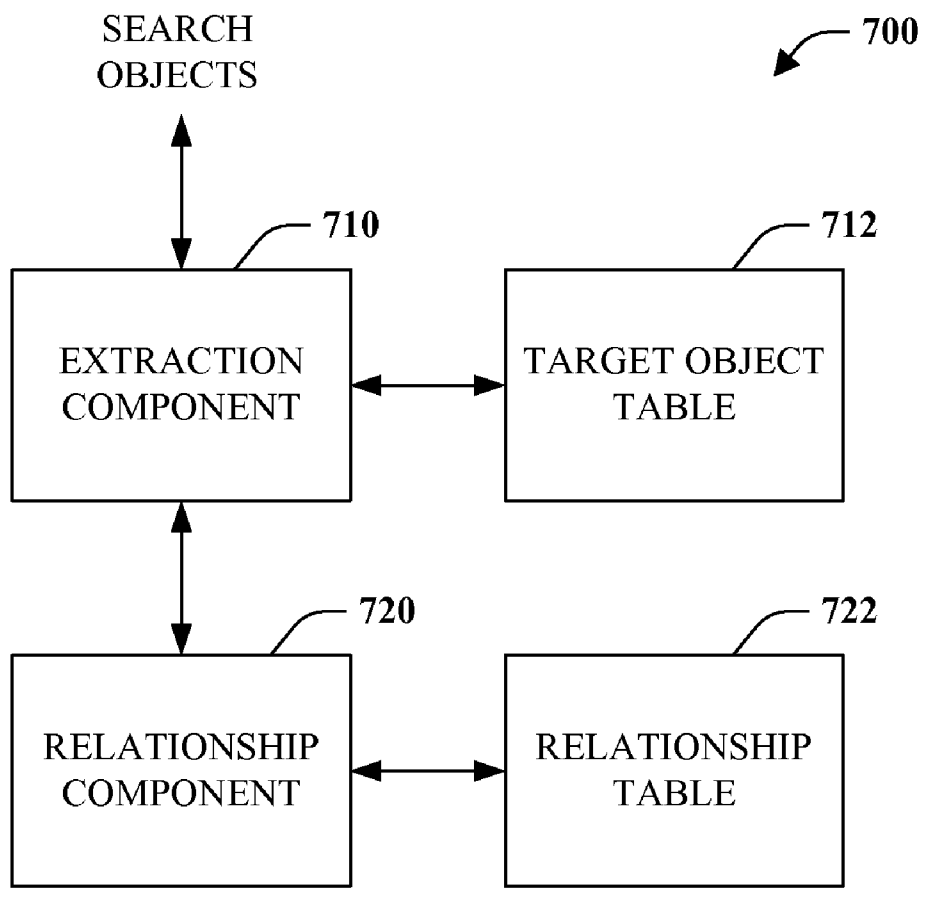 SEARCH
OBJECTS
700
710
712
EXTRACTION
COMPONENT
TARGET OBJECT
TABLE
720
722
RELATIONSHIP
COMPONENT
RELATIONSHIP
TABLE